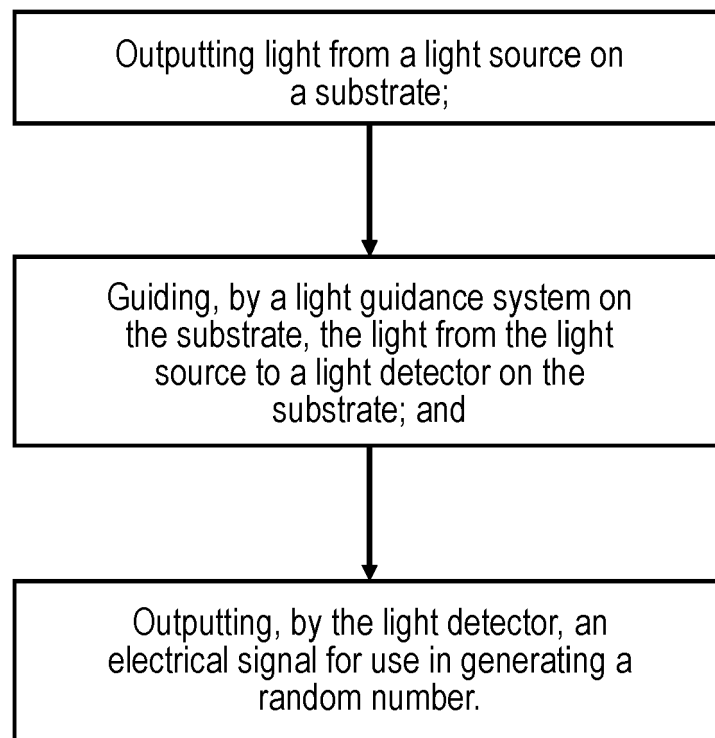 Outputting light from a light source on
a substrate;
Guiding, by a light guidance system on
the substrate, the light from the light
source to a light detector on the
substrate; and
Outputting, by the light detector, an
electrical signal for use in generating a
random number.